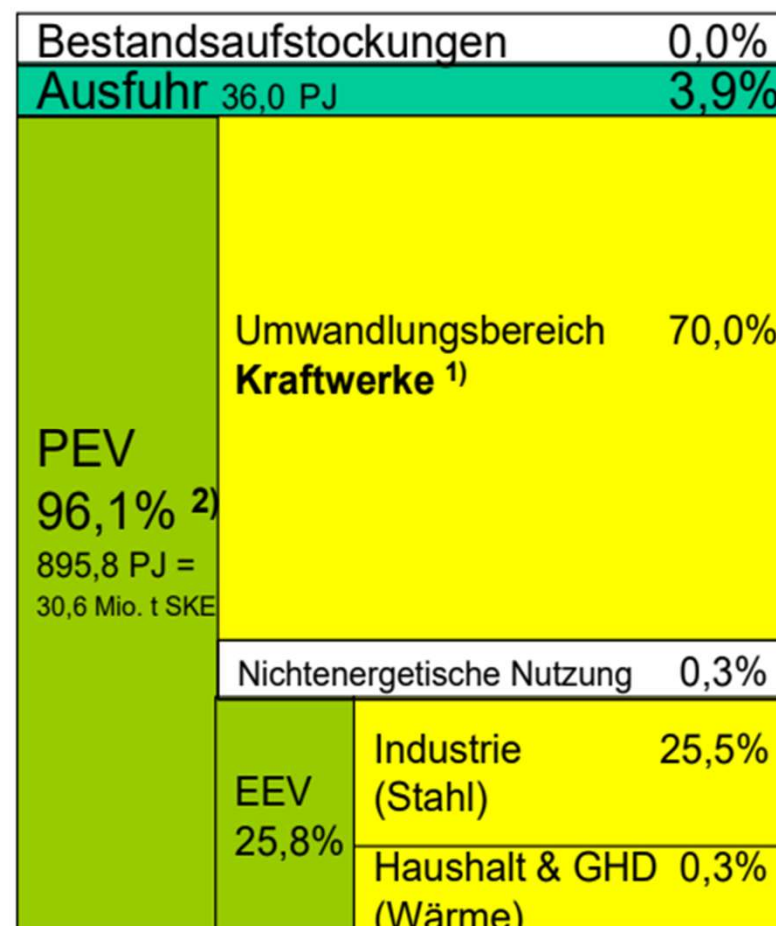 Bestandsaufstockungen 0,0%
Ausfuhr 36,0 PJ 3,9%
Umwandlungsbereich 70,0%
Kraftwerke ¹⁾
PEV
96,1% ²⁾
895,8 PJ =
30,6 Mio. t SKE
Nichtenergetische Nutzung 0,3%
EEV
25,8%
Industrie 25,5%
(Stahl)
Haushalt & GHD 0,3%
(Wärme)